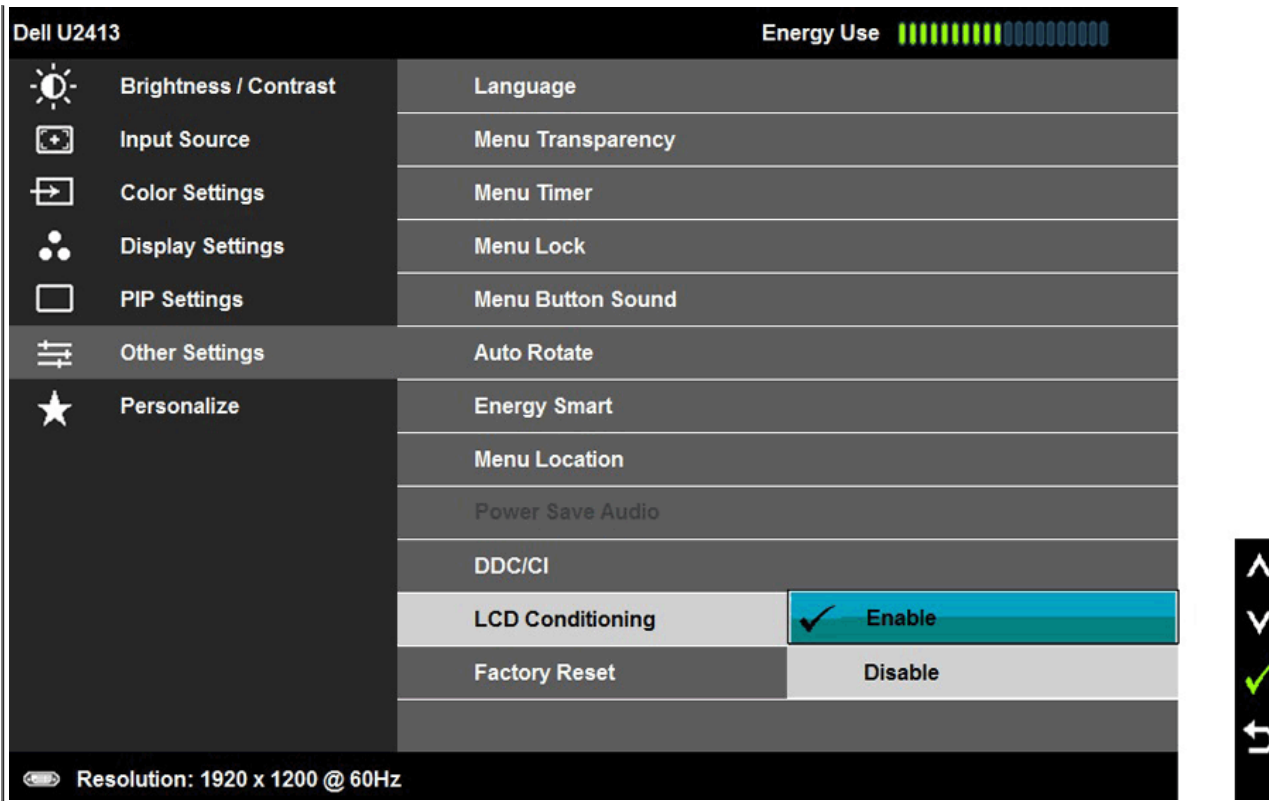 Dell U2413 Energy Use
Brightness / Contrast
Input Source
Color Settings
Display Settings
PIP Settings
Other Settings
Personalize
Language
Menu Transparency
Menu Timer
Menu Lock
Menu Button Sound
Auto Rotate
Energy Smart
Menu Location
Power Save Audio
DDC/CI
LCD Conditioning
Enable
Disable
Factory Reset
Resolution: 1920 x 1200 @ 60Hz